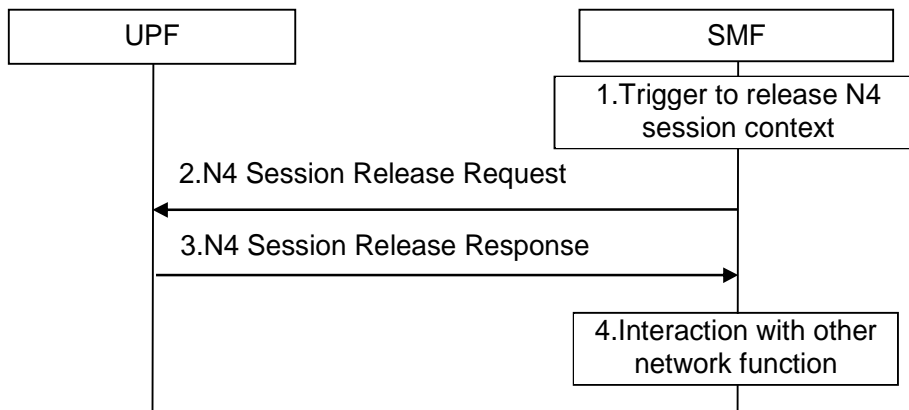 UPF
SMF
1.Trigger to release N4
session context
2.N4 Session Release Request
3.N4 Session Release Response
4.Interaction with other
network function